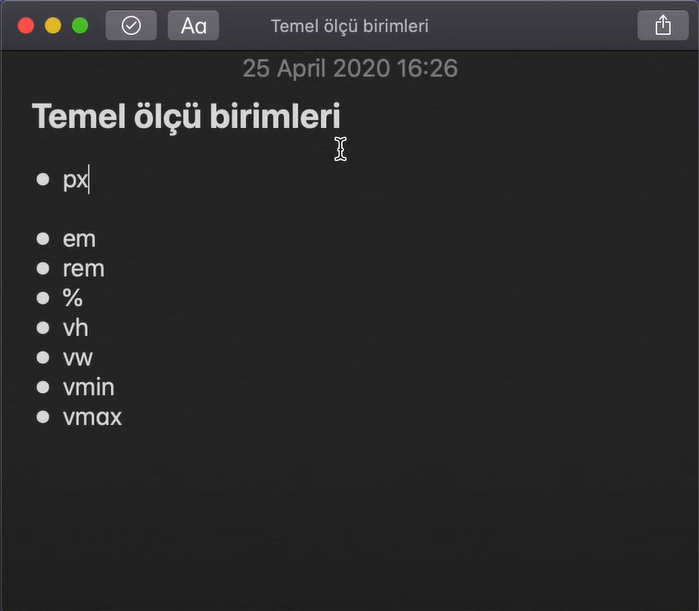 Aa
Temel ölçü birimleri
25 April 2020 16:26
Temel ölçü birimleri
px
em
rem
%
vh
vw
vmin
vmax